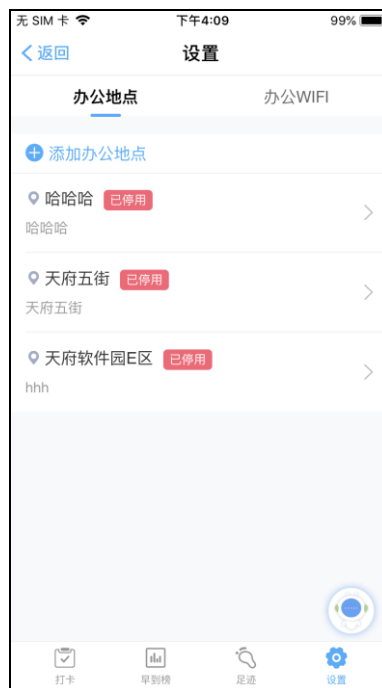 无 SIM 卡 下午4:09 99%
返回 设置
办公地点 办公WIFI
添加办公地点
哈哈哈 已停用
哈哈哈
天府五街 已停用
天府五街
天府软件园E区 已停用
hhh
打卡 早到榜 足迹 设置